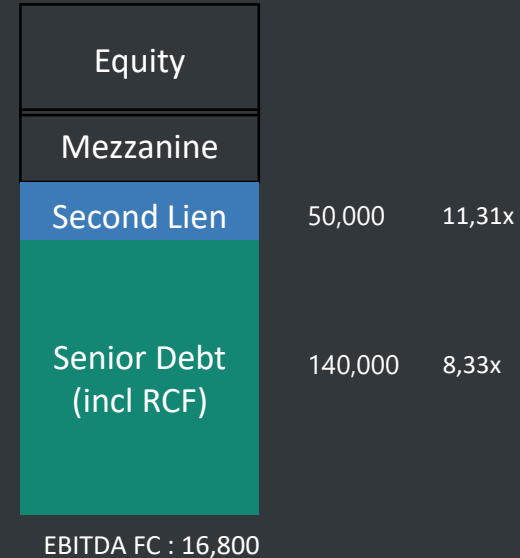 Equity
Mezzanine
Second Lien 50,000 11,31x
Senior Debt
(incl RCF) 140,000 8,33x
EBITDA FC : 16,800